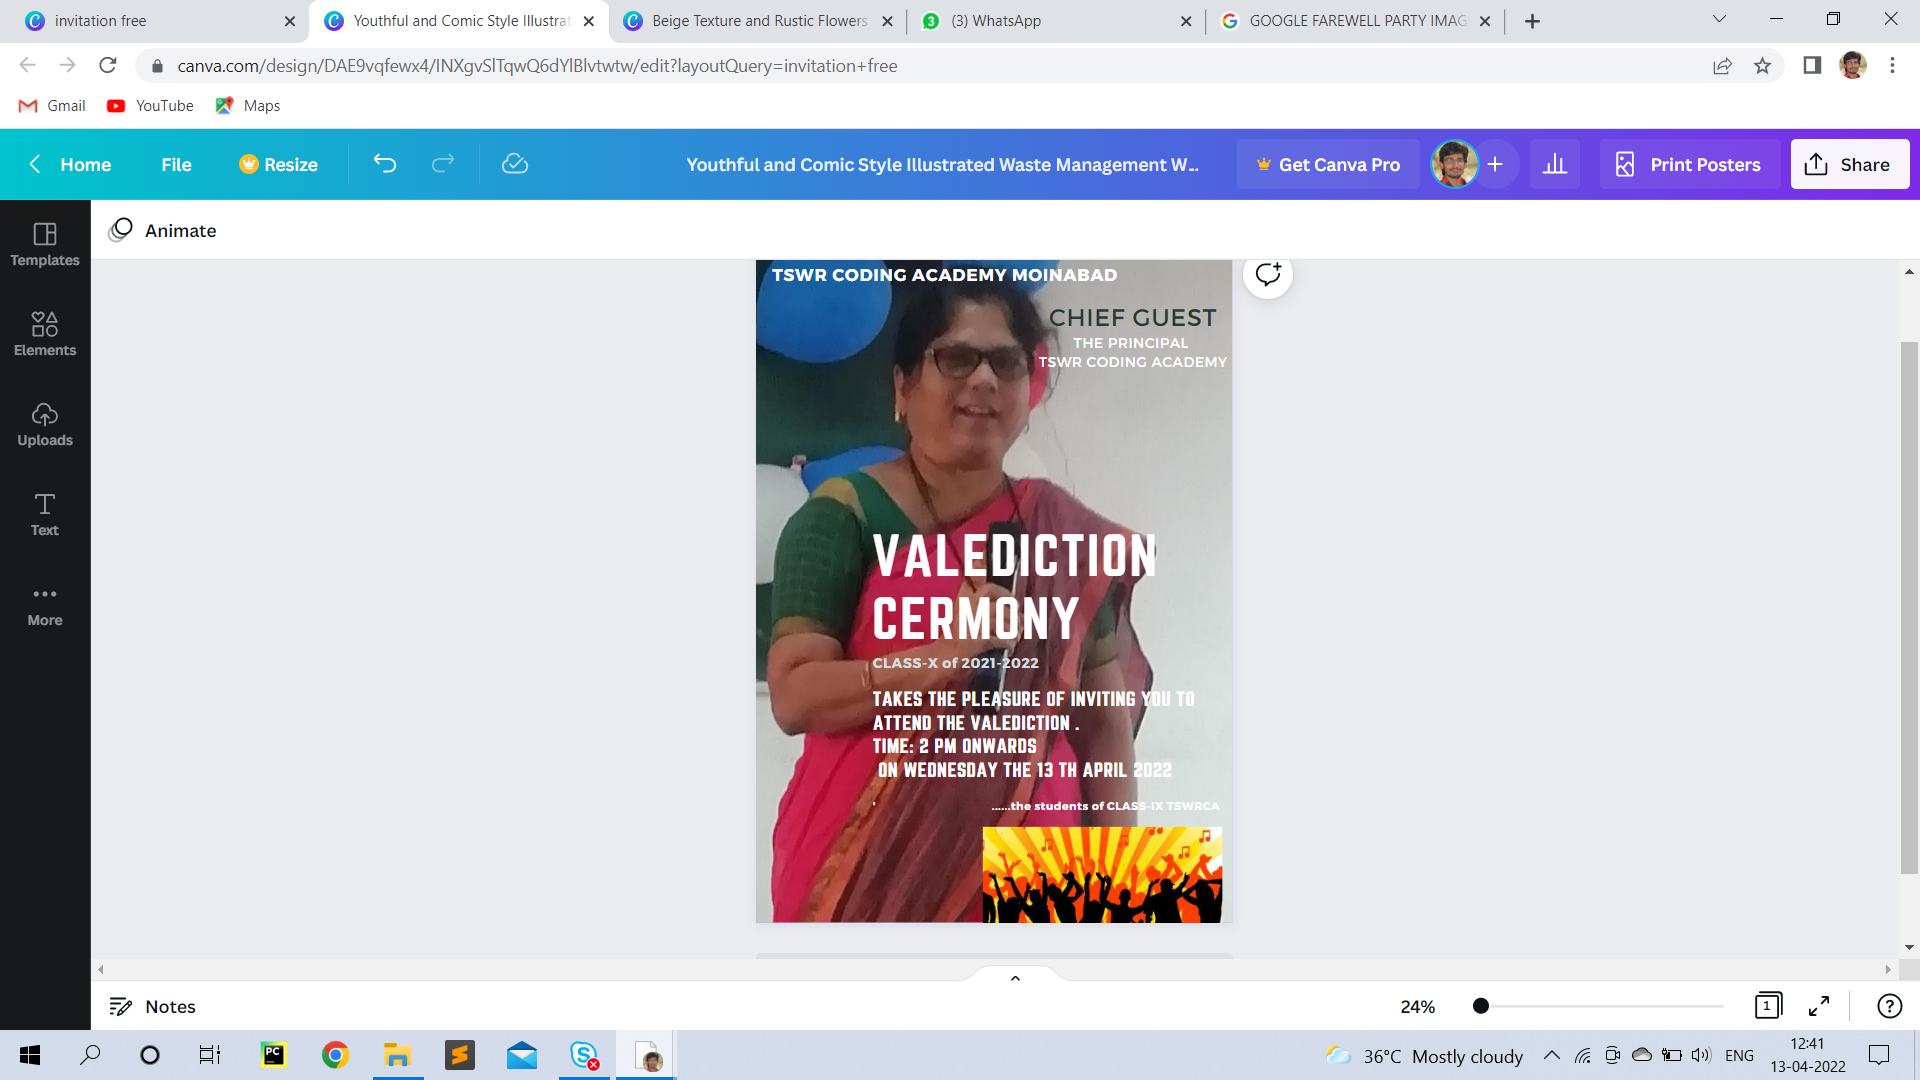 invitation free
Youthful and Comic Style Illustrat
Beige Texture and Rustic Flowers
(3) WhatsApp
GOOGLE FAREWELL PARTY IMAG
canva.com/design/DAE9vqfewx4/INXgvSlTqwQ6dYlBlvtwtw/edit?layoutQuery=invitation+free
Gmail
YouTube
Maps
Home
File
Resize
Youthful and Comic Style Illustrated Waste Management W...
Get Canva Pro
Print Posters
Share
Templates
Elements
Uploads
Text
More
Animate
TSWR CODING ACADEMY MOINABAD
CHIEF GUEST
THE PRINCIPAL
TSWR CODING ACADEMY
VALEDICTION
CERMONY
CLASS-X of 2021-2022
TAKES THE PLEASURE OF INVITING YOU TO
ATTEND THE VALEDICTION .
TIME: 2 PM ONWARDS
ON WEDNESDAY THE 13 TH APRIL 2022
'
......the students of CLASS-IX TSWRCA
Notes
24%
1
PC
36°C Mostly cloudy
ENG
12:41
13-04-2022